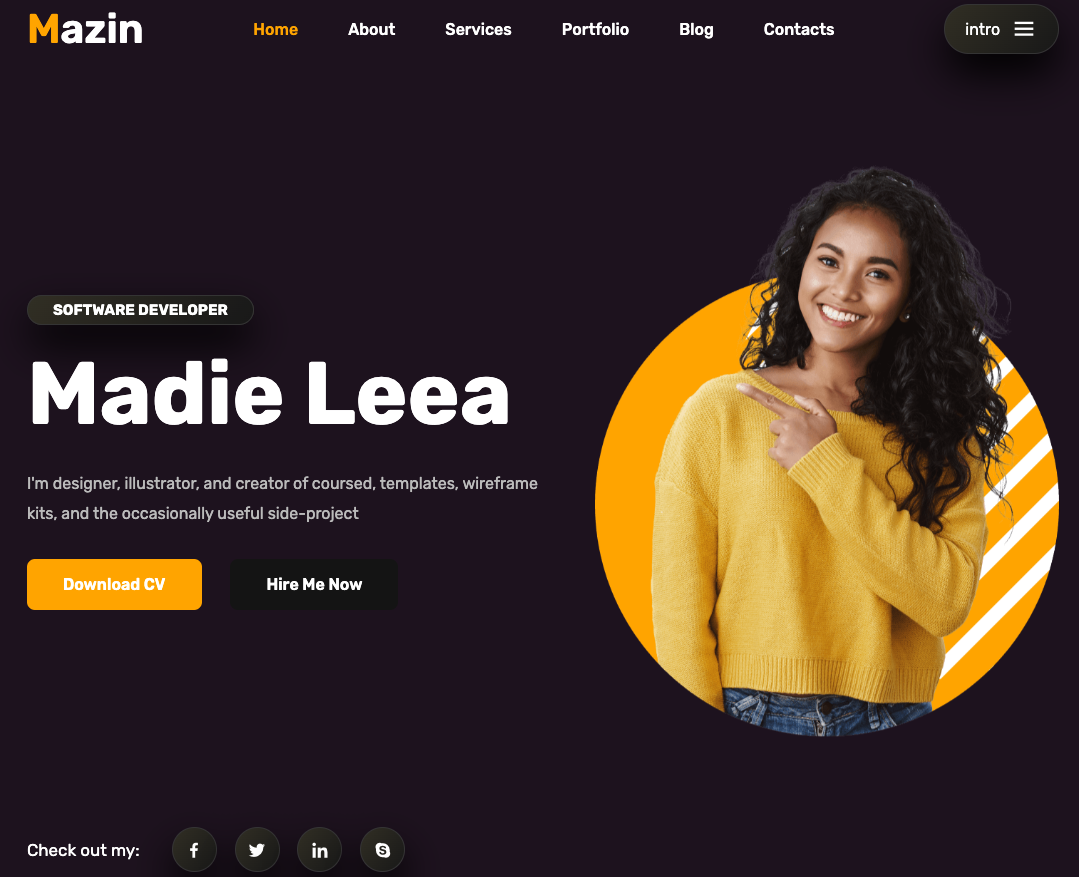 Mazin
Home About Services Portfolio Blog Contacts
intro
SOFTWARE DEVELOPER
Madie Leea
I'm designer, illustrator, and creator of coursed, templates, wireframe
kits, and the occasionally useful side-project
Download CV Hire Me Now
Check out my: